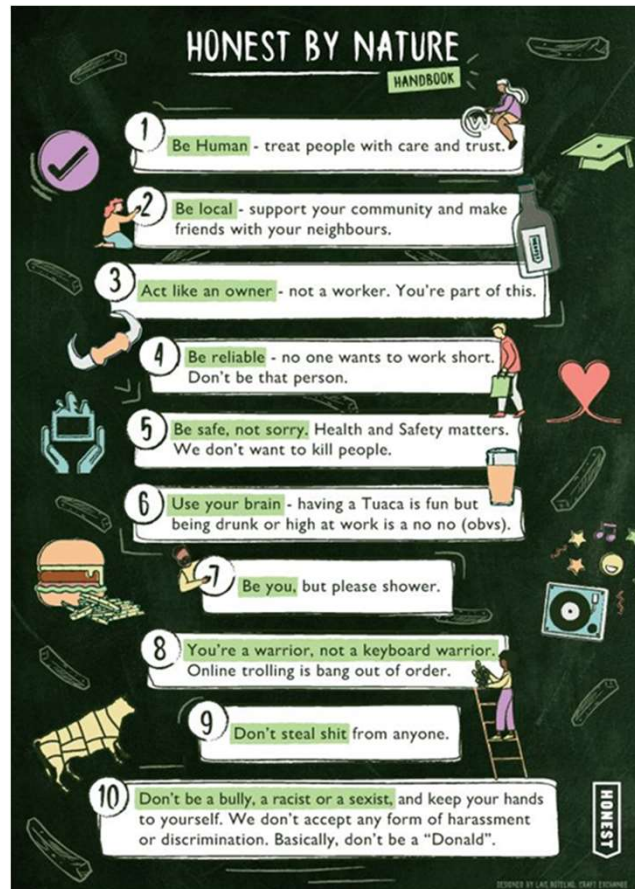 HONEST BY NATURE
HANDBOOK
1
Be Human - treat people with care and trust.
2
Be local - support your community and make
friends with your neighbours.
3
Act like an owner - not a worker. You're part of this.
4
Be reliable - no one wants to work short.
Don't be that person.
5
Be safe, not sorry. Health and Safety matters.
We don't want to kill people.
6
Use your brain - having a Tuaca is fun but
being drunk or high at work is a no no (obvs).
7
Be you, but please shower.
8
You're a warrior, not a keyboard warrior.
Online trolling is bang out of order.
9
Don't steal shit from anyone.
10
Don't be a bully, a racist or a sexist, and keep your hands
to yourself. We don't accept any form of harassment
or discrimination. Basically, don't be a "Donald".
HONEST
DESIGNED BY